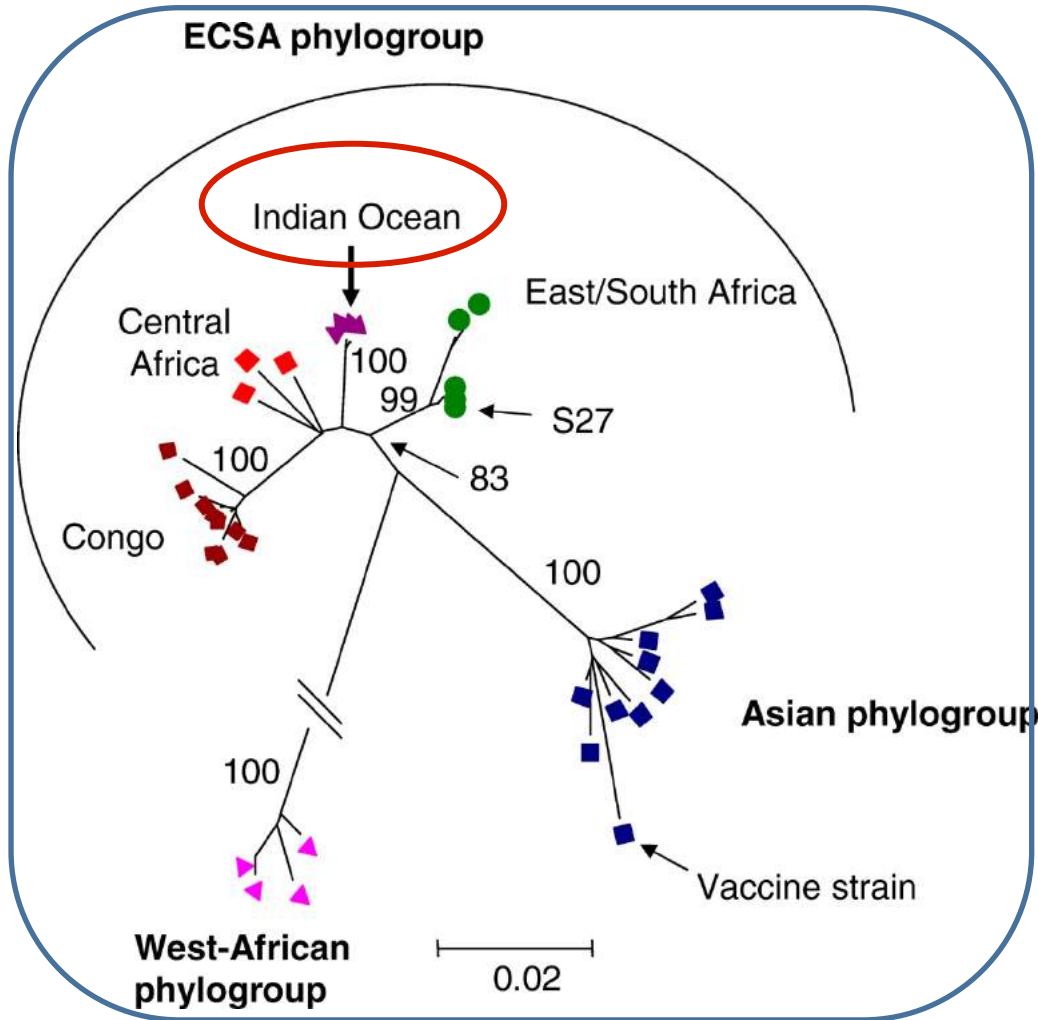 ECSA phylogroup
Indian Ocean
East/South Africa
Central
Africa
100
99
S27
100
83
Congo
100
Asian phylogroup
100
Vaccine strain
West-African
phylogroup
0.02